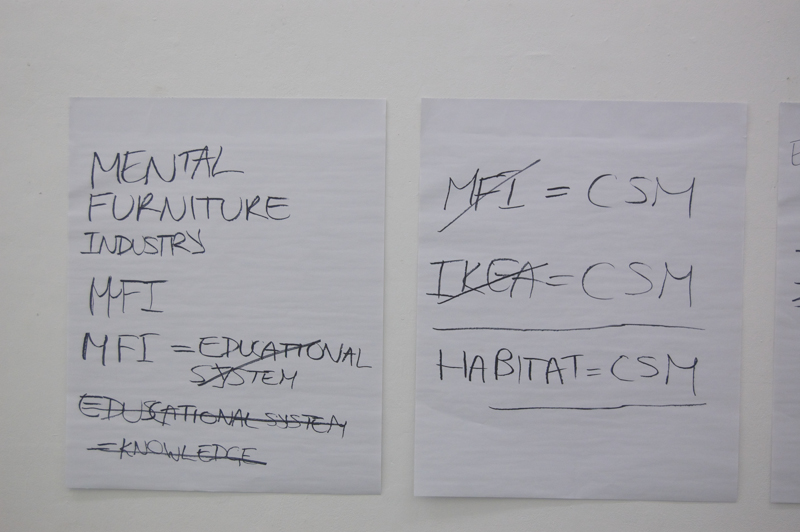 MENTAL
FURNITURE
INDUSTRY
MFI
MFI = EDUCATIONAL
SYSTEM
EDUCATIONAL SYSTEM
= KNOWLEDGE
MFI = CSM
IKEA = CSM
HABITAT = CSM